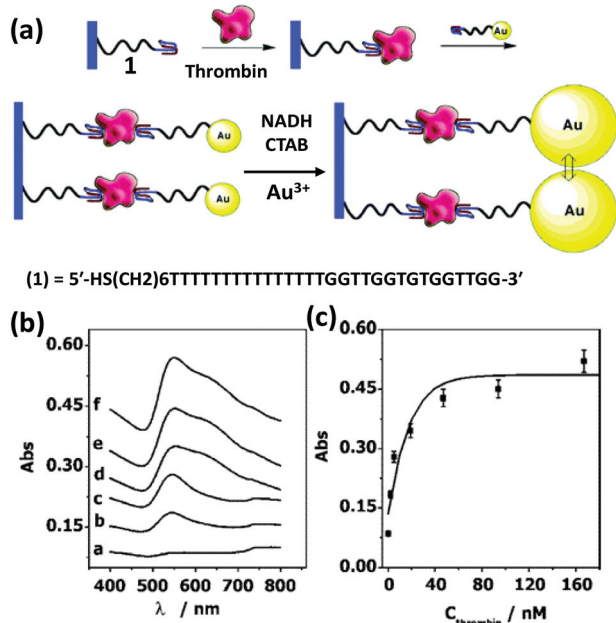 (a)
1
Thrombin
Au
Au
Au
NADH
CTAB
Au³⁺
Au
Au
(1) = 5′-HS(CH2)6TTTTTTTTTTTTTTTGGTTGGTGTGGTTGG-3′
(b)
0.60
0.45
0.30
0.15
Abs
f
e
d
c
b
a
400 500 600 700 800
λ / nm
(c)
0.60
0.45
0.30
0.15
0.00
Abs
0 40 80 120 160
C_thrombin / nM